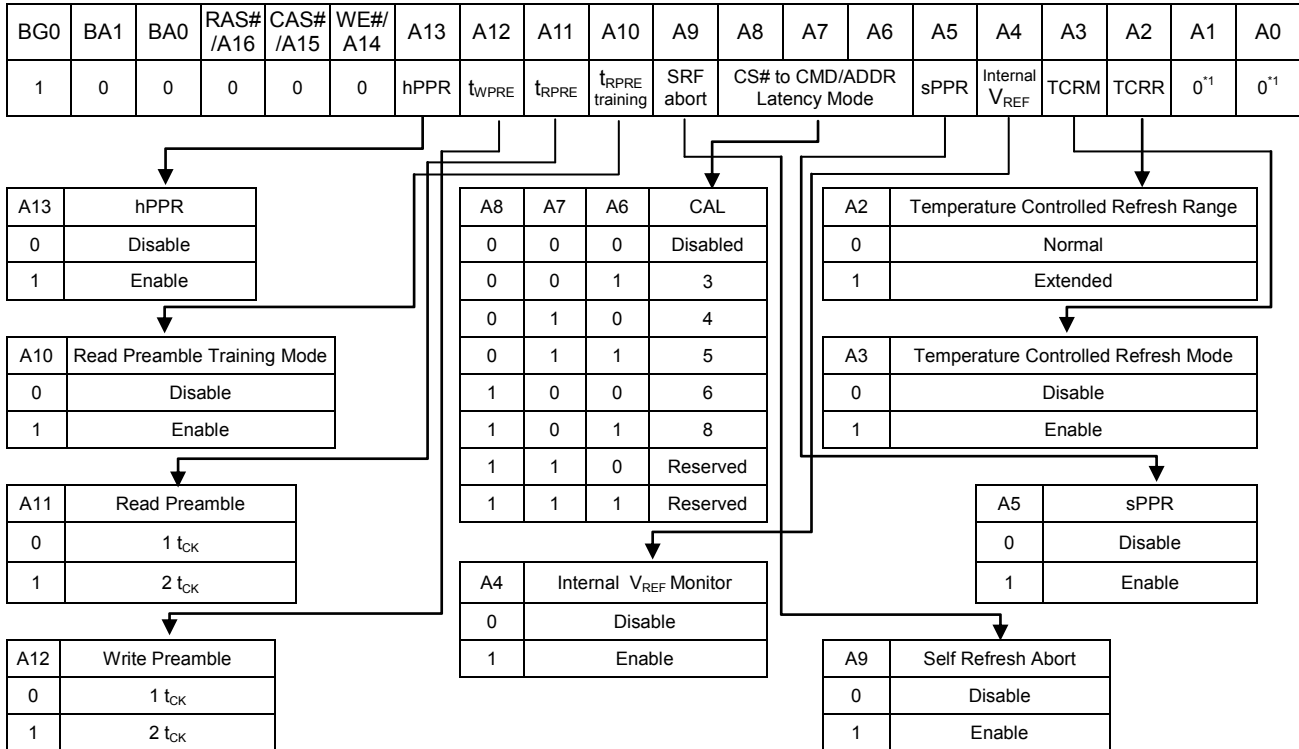 BG0 BA1 BA0 RAS# /A16 CAS# /A15 WE#/ A14 A13 A12 A11 A10 A9 A8 A7 A6 A5 A4 A3 A2 A1 A0
1 0 0 0 0 0 hPPR tWPRE tRPRE tRPRE training SRF abort CS# to CMD/ADDR Latency Mode sPPR Internal VREF TCRM TCRR 0*1 0*1
A13 hPPR
0 Disable
1 Enable
A10 Read Preamble Training Mode
0 Disable
1 Enable
A11 Read Preamble
0 1 tCK
1 2 tCK
A12 Write Preamble
0 1 tCK
1 2 tCK
A8 A7 A6 CAL
0 0 0 Disabled
0 0 1 3
0 1 0 4
0 1 1 5
1 0 0 6
1 0 1 8
1 1 0 Reserved
1 1 1 Reserved
A4 Internal VREF Monitor
0 Disable
1 Enable
A2 Temperature Controlled Refresh Range
0 Normal
1 Extended
A3 Temperature Controlled Refresh Mode
0 Disable
1 Enable
A5 sPPR
0 Disable
1 Enable
A9 Self Refresh Abort
0 Disable
1 Enable